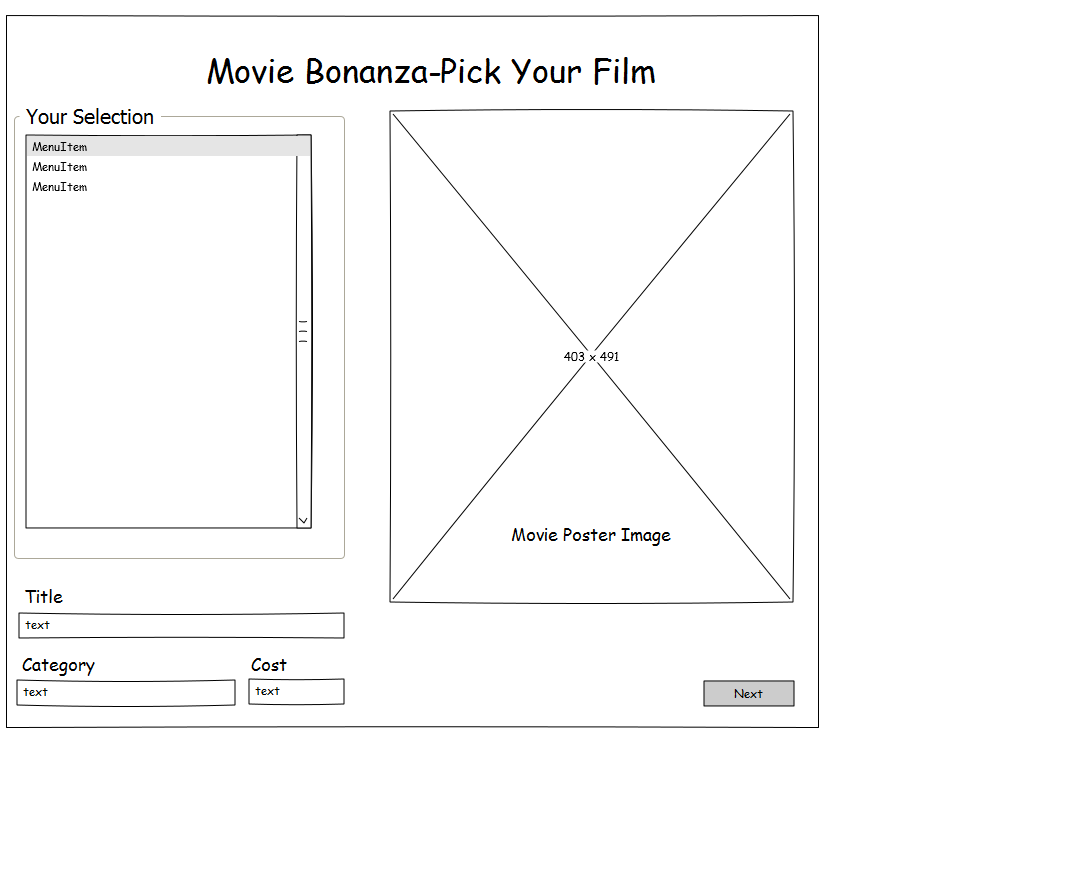 Movie Bonanza-Pick Your Film
Your Selection
MenuItem
MenuItem
MenuItem
403 x 491
Movie Poster Image
Title
text
Category
text
Cost
text
Next